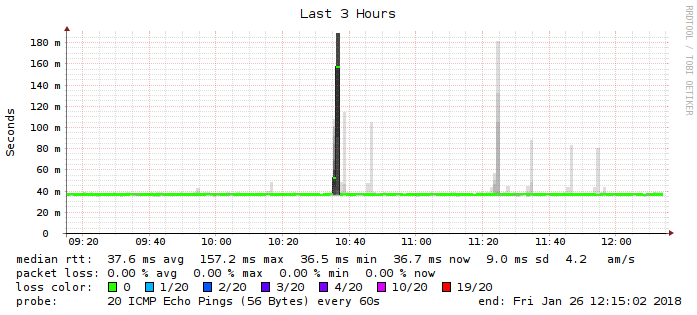 Last 3 Hours
RRDTOOL / TOBI OETIKER
Seconds
180 m
160 m
140 m
120 m
100 m
80 m
60 m
40 m
20 m
0
09:20 09:40 10:00 10:20 10:40 11:00 11:20 11:40 12:00
median rtt: 37.6 ms avg 157.2 ms max 36.5 ms min 36.7 ms now 9.0 ms sd 4.2 am/s
packet loss: 0.00 % avg 0.00 % max 0.00 % min 0.00 % now
loss color: 0 1/20 2/20 3/20 4/20 10/20 19/20
probe: 20 ICMP Echo Pings (56 Bytes) every 60s end: Fri Jan 26 12:15:02 2018